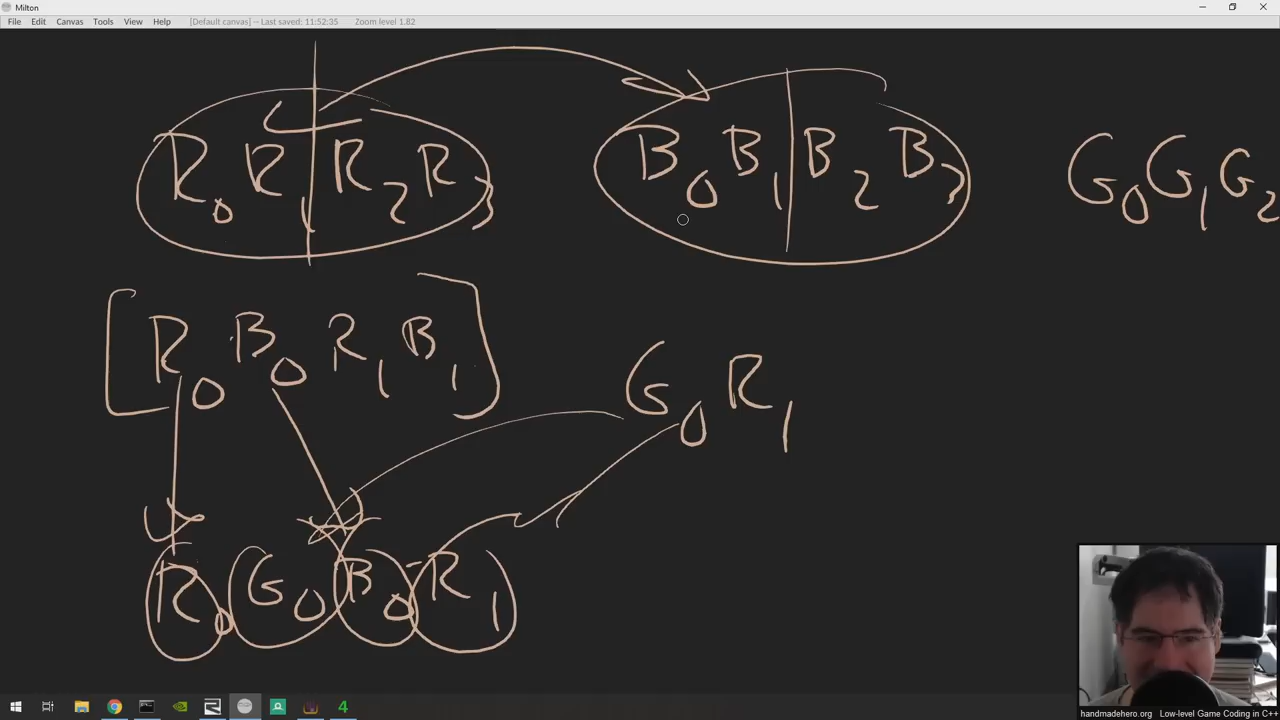 Milton
File Edit Canvas Tools View Help [Default canvas] -- Last saved: 11:52:35 Zoom level 1.82
R0 R1 R2 R3 B0 B1 B2 B3 G0 G1 G2
R0 B0 R1 B1
G0 R1
R0 G0 B0 R1
4
handmadehero.org Low-level Game Coding in C++